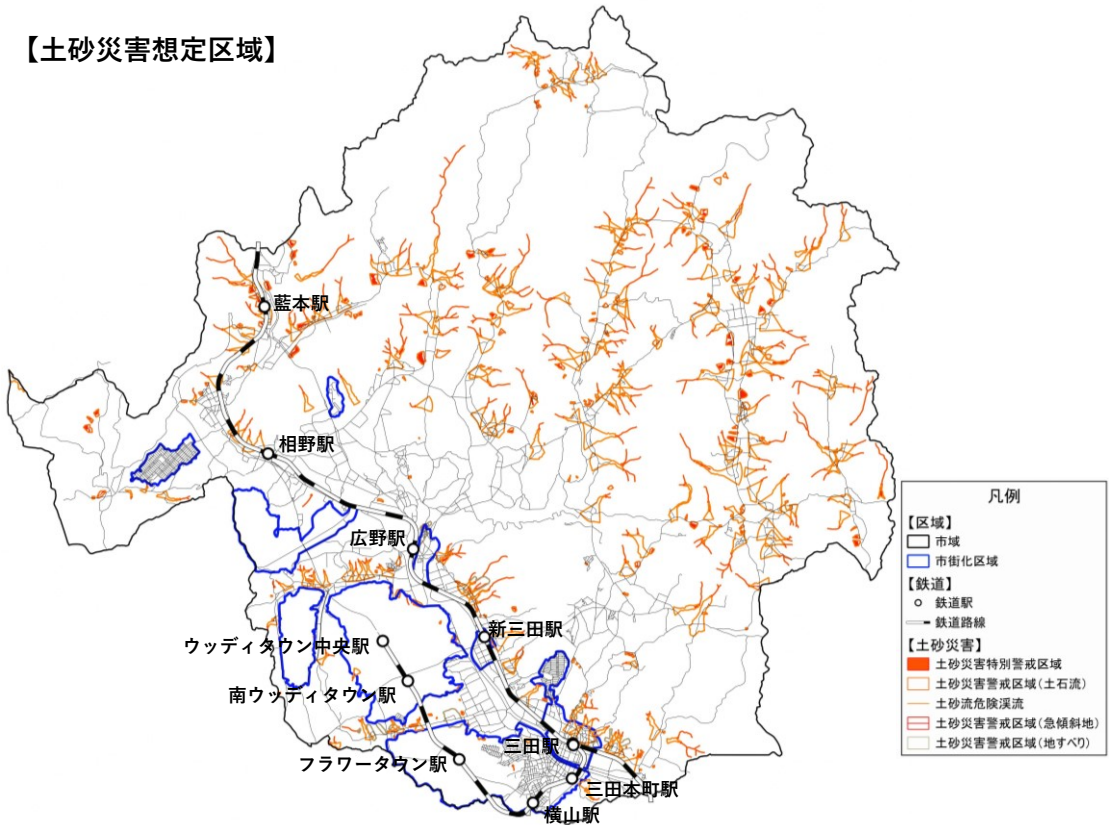 【土砂災害想定区域】
藍本駅
相野駅
広野駅
新三田駅
ウッディタウン中央駅
南ウッディタウン駅
三田駅
フラワータウン駅
三田本町駅
横山駅
凡例
【区域】
市域
市街化区域
【鉄道】
鉄道駅
鉄道路線
【土砂災害】
土砂災害特別警戒区域
土砂災害警戒区域(土石流)
土砂流危険渓流
土砂災害警戒区域(急傾斜地)
土砂災害警戒区域(地すべり)